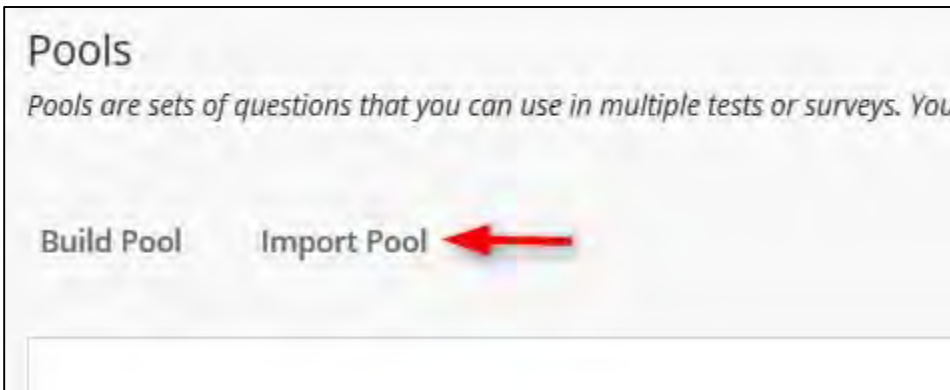 Pools
Pools are sets of questions that you can use in multiple tests or surveys. You
Build Pool Import Pool